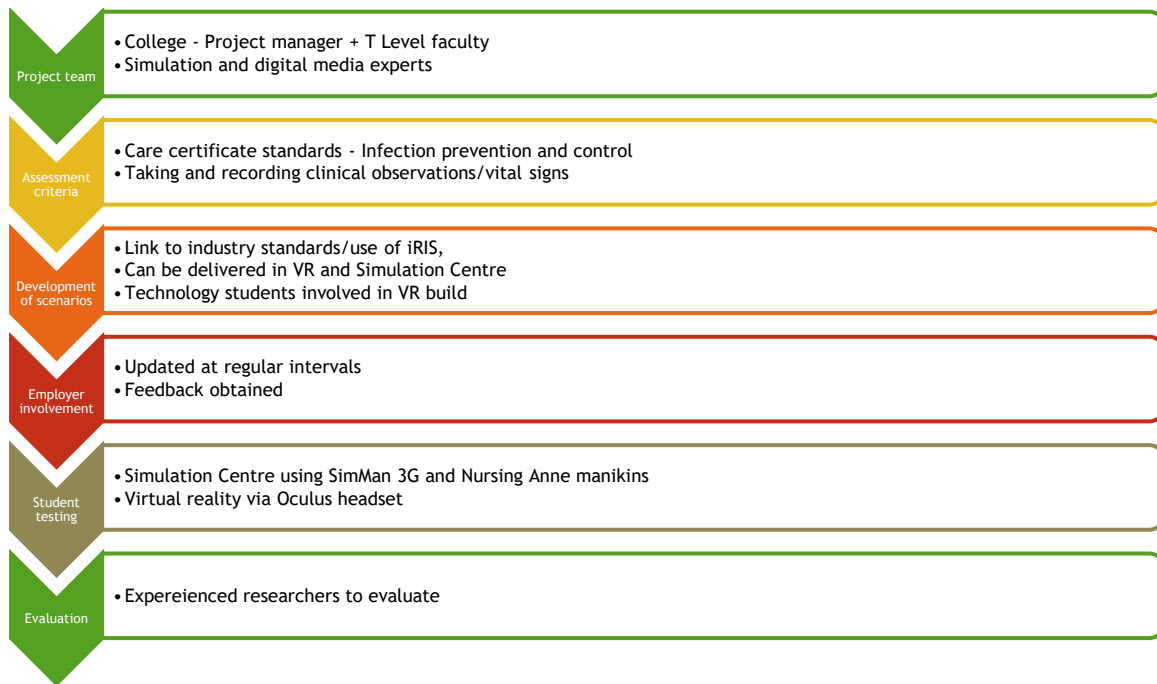 Project team
• College - Project manager + T Level faculty
• Simulation and digital media experts
Assessment
criteria
• Care certificate standards - Infection prevention and control
• Taking and recording clinical observations/vital signs
Development
of scenarios
• Link to industry standards/use of iRIS,
• Can be delivered in VR and Simulation Centre
• Technology students involved in VR build
Employer
involvement
• Updated at regular intervals
• Feedback obtained
Student
testing
• Simulation Centre using SimMan 3G and Nursing Anne manikins
• Virtual reality via Oculus headset
Evaluation
• Expereienced researchers to evaluate